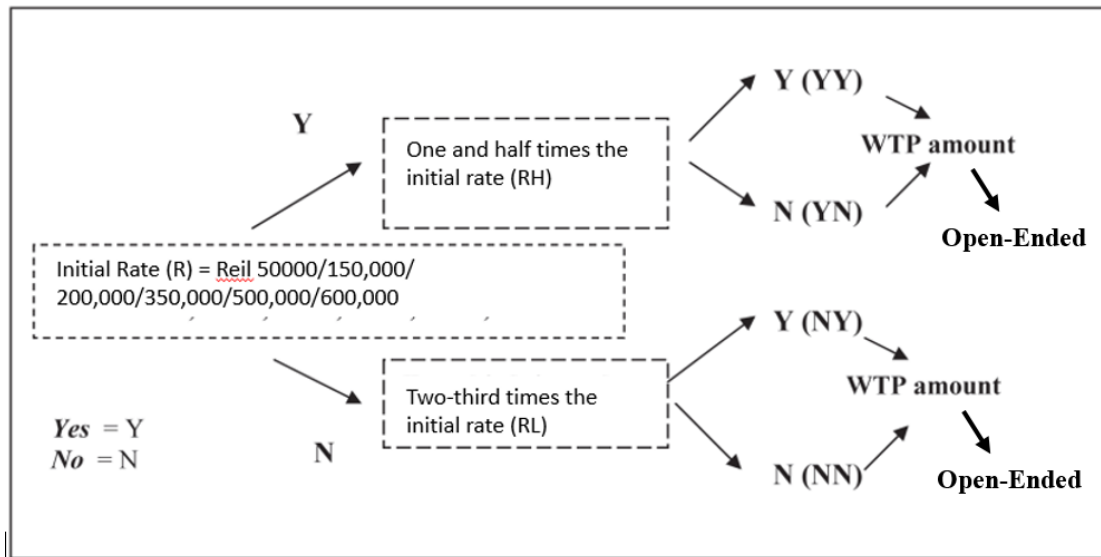 Y
One and half times the
initial rate (RH)
Y (YY)
WTP amount
N (YN)
Open-Ended
Initial Rate (R) = Reil 50000/150,000/
200,000/350,000/500,000/600,000
Y (NY)
Two-third times the
initial rate (RL)
WTP amount
Yes = Y
No = N
N
N (NN)
Open-Ended